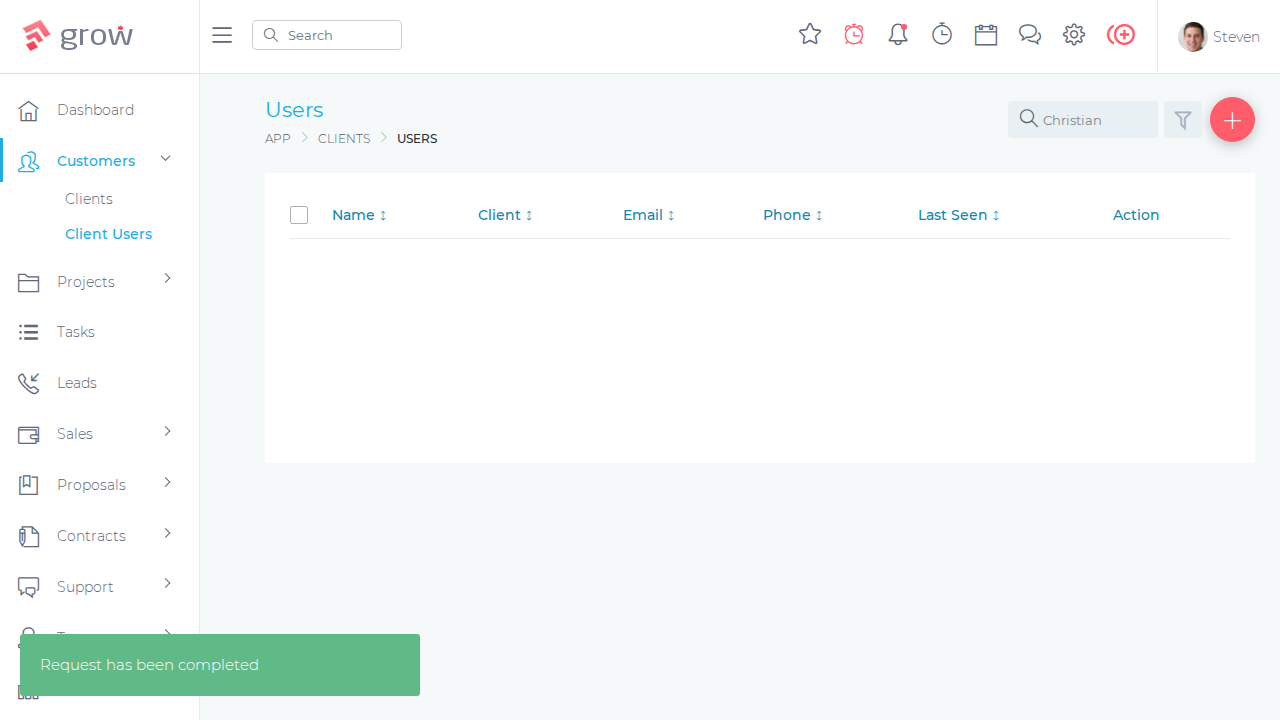 grow
Search
Steven
Dashboard
Customers
Clients
Client Users
Projects
Tasks
Leads
Sales
Proposals
Contracts
Support
Users
APP CLIENTS USERS
Christian
Name Client Email Phone Last Seen Action
Request has been completed